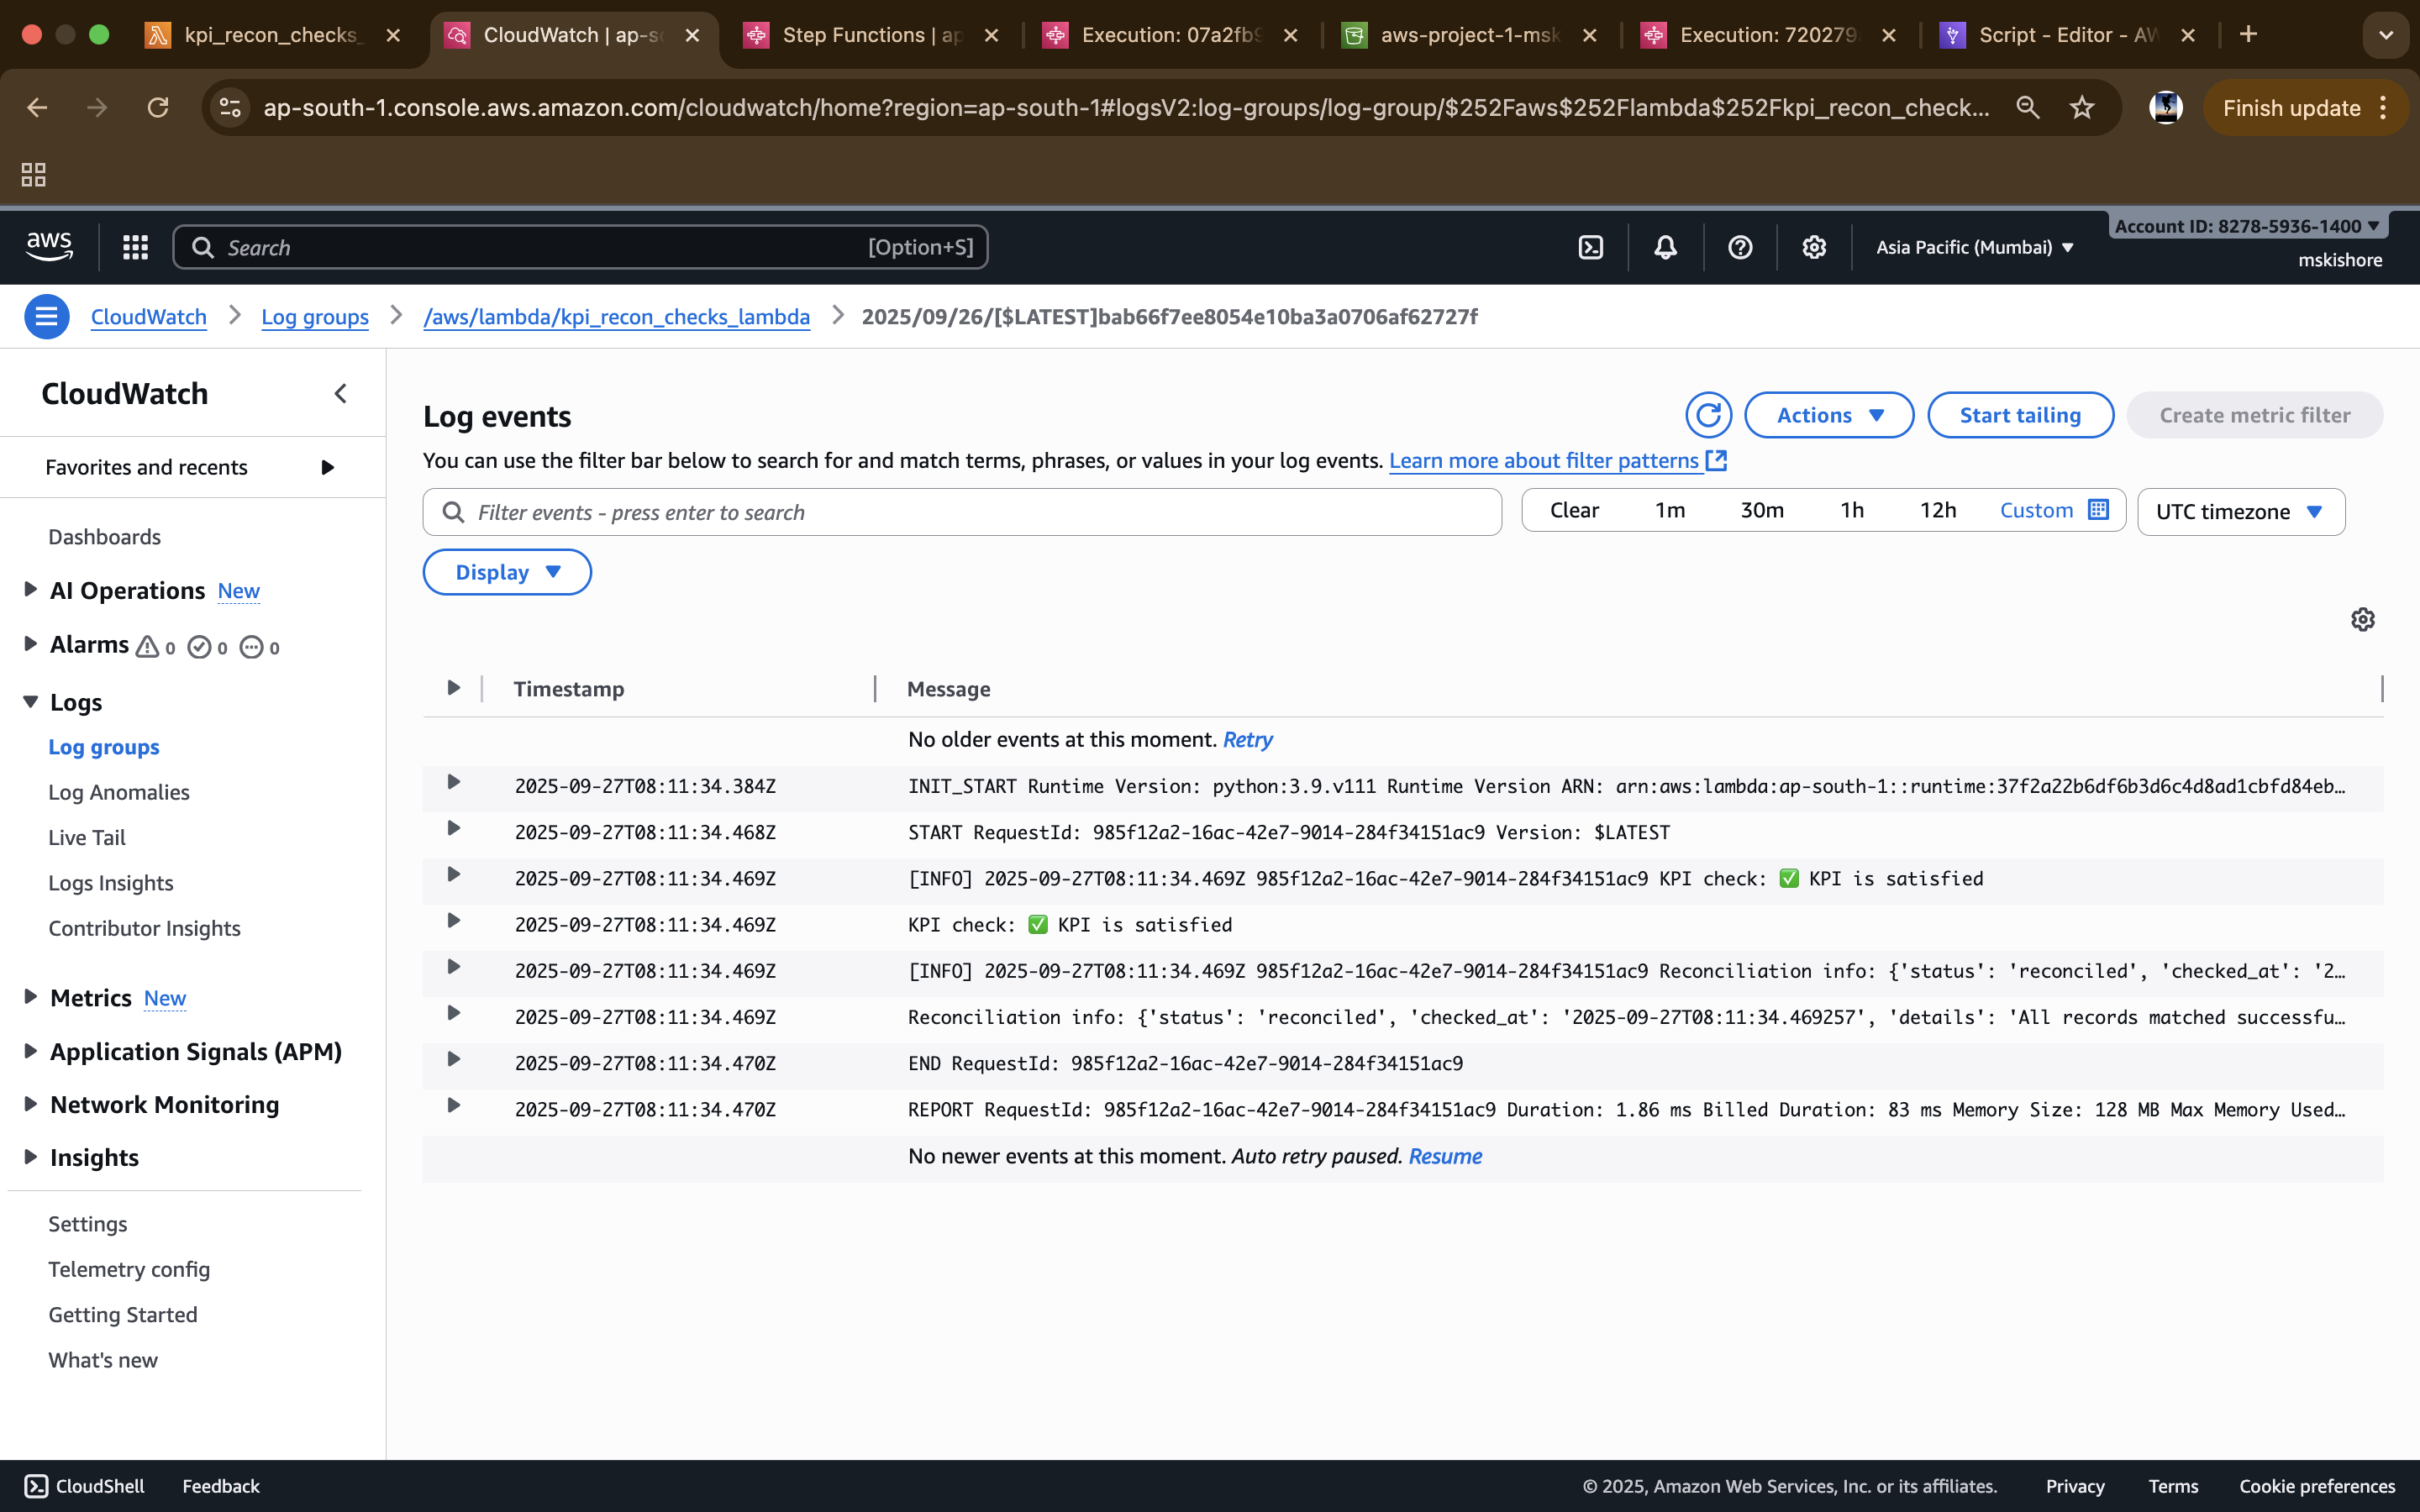 kpi_recon_checks_
CloudWatch | ap-so
Step Functions | ap
Execution: 07a2fb9
aws-project-1-msk
Execution: 720279
Script - Editor - AW
ap-south-1.console.aws.amazon.com/cloudwatch/home?region=ap-south-1#logsV2:log-groups/log-group/$252Faws$252Flambda$252Fkpi_recon_check...
Finish update
aws
Search
[Option+S]
Asia Pacific (Mumbai)
Account ID: 8278-5936-1400
mskishore
CloudWatch
Log groups
/aws/lambda/kpi_recon_checks_lambda
2025/09/26/[$LATEST]bab66f7ee8054e10ba3a0706af62727f
CloudWatch
Favorites and recents
Dashboards
AI Operations New
Alarms 0 0 0
Logs
Log groups
Log Anomalies
Live Tail
Logs Insights
Contributor Insights
Metrics New
Application Signals (APM)
Network Monitoring
Insights
Settings
Telemetry config
Getting Started
What's new
Log events
Actions
Start tailing
Create metric filter
You can use the filter bar below to search for and match terms, phrases, or values in your log events. Learn more about filter patterns
Filter events - press enter to search
Clear 1m 30m 1h 12h Custom
UTC timezone
Display
Timestamp Message
No older events at this moment. Retry
2025-09-27T08:11:34.384Z INIT_START Runtime Version: python:3.9.v111 Runtime Version ARN: arn:aws:lambda:ap-south-1::runtime:37f2a22b6df6b3d6c4d8ad1cbfd84eb…
2025-09-27T08:11:34.468Z START RequestId: 985f12a2-16ac-42e7-9014-284f34151ac9 Version: $LATEST
2025-09-27T08:11:34.469Z [INFO] 2025-09-27T08:11:34.469Z 985f12a2-16ac-42e7-9014-284f34151ac9 KPI check: ✅ KPI is satisfied
2025-09-27T08:11:34.469Z KPI check: ✅ KPI is satisfied
2025-09-27T08:11:34.469Z [INFO] 2025-09-27T08:11:34.469Z 985f12a2-16ac-42e7-9014-284f34151ac9 Reconciliation info: {'status': 'reconciled', 'checked_at': '2…
2025-09-27T08:11:34.469Z Reconciliation info: {'status': 'reconciled', 'checked_at': '2025-09-27T08:11:34.469257', 'details': 'All records matched successfu…
2025-09-27T08:11:34.470Z END RequestId: 985f12a2-16ac-42e7-9014-284f34151ac9
2025-09-27T08:11:34.470Z REPORT RequestId: 985f12a2-16ac-42e7-9014-284f34151ac9 Duration: 1.86 ms Billed Duration: 83 ms Memory Size: 128 MB Max Memory Used…
No newer events at this moment. Auto retry paused. Resume
CloudShell
Feedback
© 2025, Amazon Web Services, Inc. or its affiliates.
Privacy
Terms
Cookie preferences